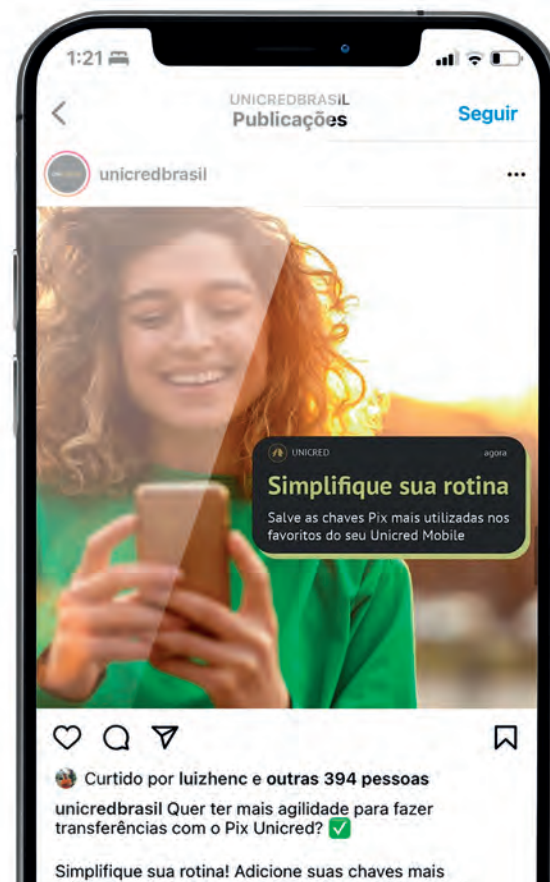 1:21
UNICREDBRASIL
Publicações
Seguir
unicredbrasil
UNICRED
agora
Simplifique sua rotina
Salve as chaves Pix mais utilizadas nos
favoritos do seu Unicred Mobile
Curtido por luizhenc e outras 394 pessoas
unicredbrasil Quer ter mais agilidade para fazer
transferências com o Pix Unicred? ✅
Simplifique sua rotina! Adicione suas chaves mais